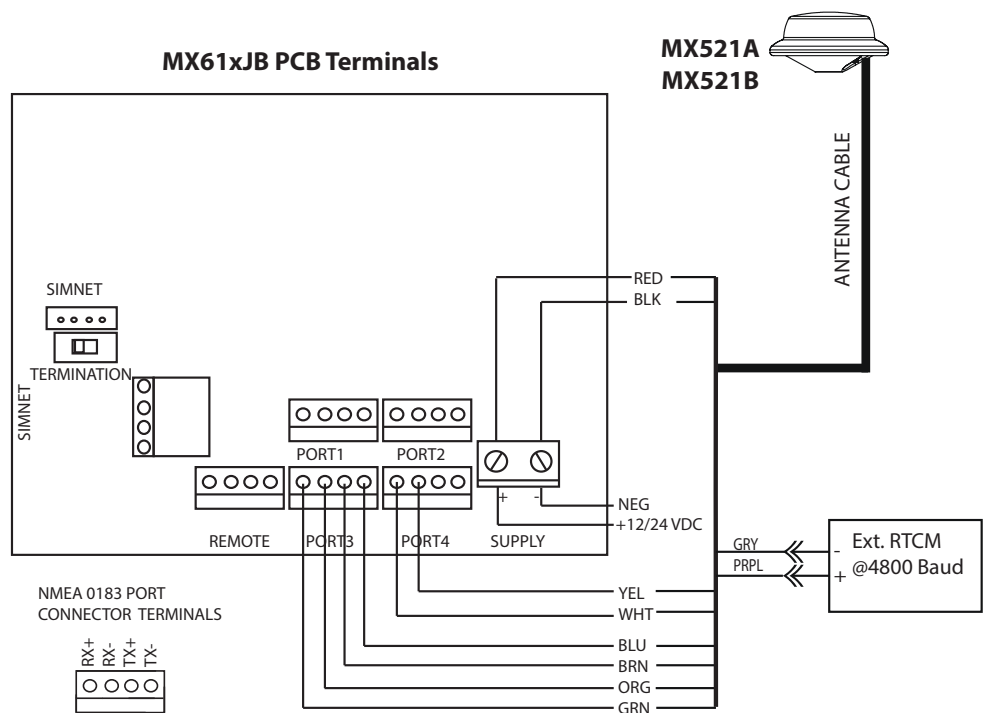 MX61xJB PCB Terminals
MX521A
MX521B
ANTENNA CABLE
RED
BLK
SIMNET
TERMINATION
SIMNET
PORT1
PORT2
+
-
NEG
+12/24 VDC
REMOTE
PORT3
PORT4
SUPPLY
GRY
PRPL
-
+
Ext. RTCM
@4800 Baud
NMEA 0183 PORT
CONNECTOR TERMINALS
RX+
RX-
TX+
TX-
YEL
WHT
BLU
BRN
ORG
GRN